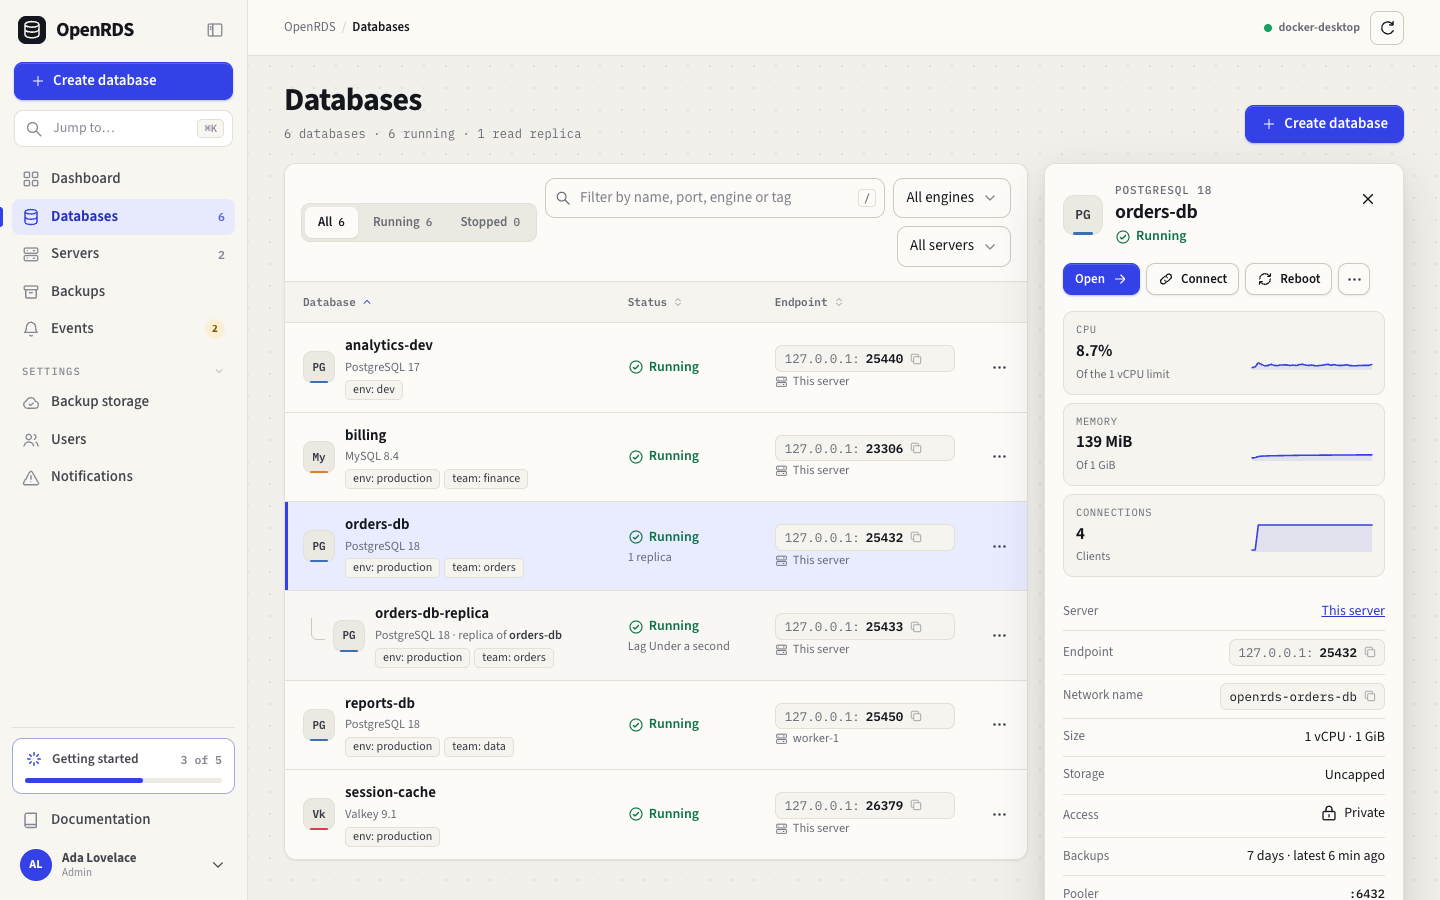 OpenRDS
Create database
Jump to…
⌘K
Dashboard
Databases 6
Servers 2
Backups
Events 2
SETTINGS
Backup storage
Users
Notifications
Getting started 3 of 5
Documentation
AL
Ada Lovelace
Admin
OpenRDS / Databases
docker-desktop
Databases
6 databases · 6 running · 1 read replica
Create database
All 6 Running 6 Stopped 0
Filter by name, port, engine or tag /
All engines
All servers
Database Status Endpoint
PG
analytics-dev
PostgreSQL 17
env: dev
Running
127.0.0.1: 25440
This server
My
billing
MySQL 8.4
env: production team: finance
Running
127.0.0.1: 23306
This server
PG
orders-db
PostgreSQL 18
env: production team: orders
Running
1 replica
127.0.0.1: 25432
This server
PG
orders-db-replica
PostgreSQL 18 · replica of orders-db
env: production team: orders
Running
Lag Under a second
127.0.0.1: 25433
This server
PG
reports-db
PostgreSQL 18
env: production team: data
Running
127.0.0.1: 25450
worker-1
Vk
session-cache
Valkey 9.1
env: production
Running
127.0.0.1: 26379
This server
PG
POSTGRESQL 18
orders-db
Running
Open Connect Reboot
CPU
8.7%
Of the 1 vCPU limit
MEMORY
139 MiB
Of 1 GiB
CONNECTIONS
4
Clients
Server This server
Endpoint 127.0.0.1: 25432
Network name openrds-orders-db
Size 1 vCPU · 1 GiB
Storage Uncapped
Access Private
Backups 7 days · latest 6 min ago
Pooler :6432